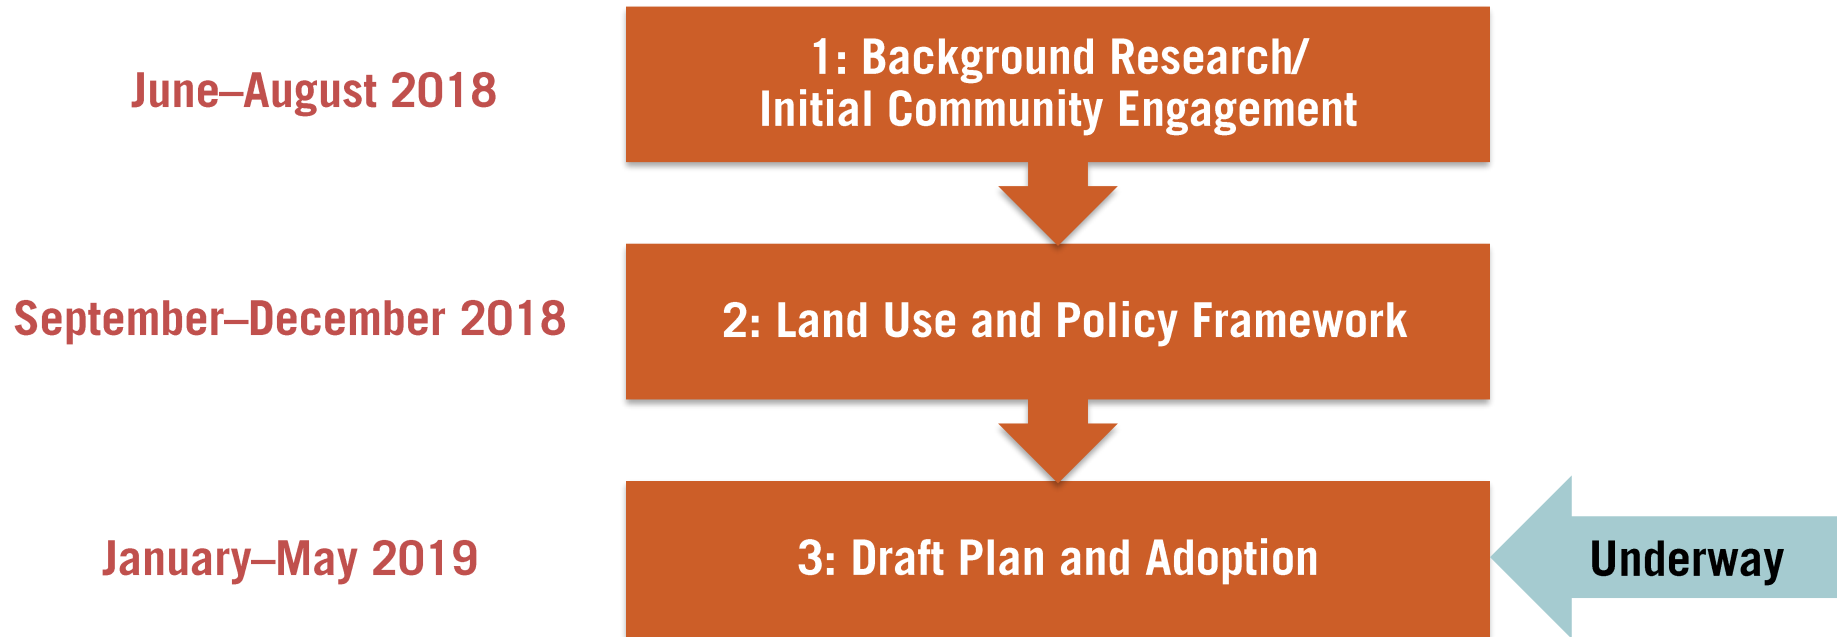 June–August 2018
1: Background Research/
Initial Community Engagement
September–December 2018
2: Land Use and Policy Framework
January–May 2019
3: Draft Plan and Adoption
Underway